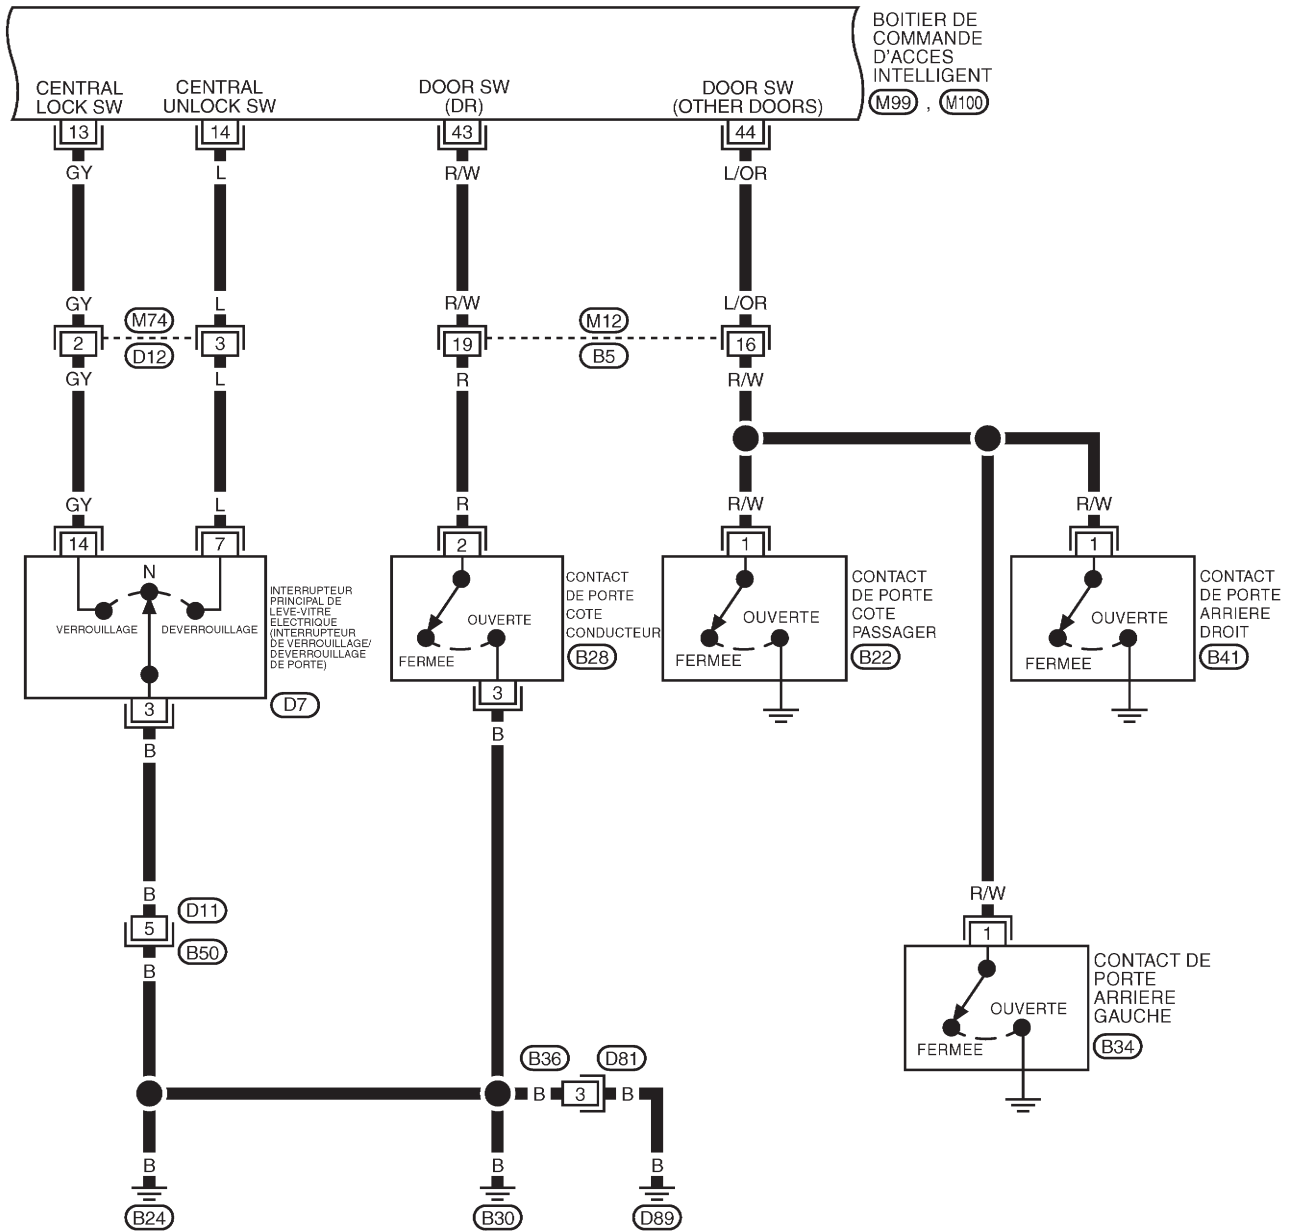 BOITIER DE
COMMANDE
D'ACCES
INTELLIGENT
M99 , M100
CENTRAL
LOCK SW
CENTRAL
UNLOCK SW
DOOR SW
(DR)
DOOR SW
(OTHER DOORS)
13
14
43
44
GY
L
R/W
L/OR
GY
L
R/W
L/OR
M74
M12
2
3
19
16
D12
B5
GY
L
R
R/W
GY
L
R
R/W
R/W
14
7
2
1
1
N
VERROUILLAGE
DEVERROUILLAGE
INTERRUPTEUR
PRINCIPAL DE
LEVE-VITRE
ELECTRIQUE
(INTERRUPTEUR
DE VERROUILLAGE/
DEVERROUILLAGE
DE PORTE)
D7
OUVERTE
FERMEE
CONTACT
DE PORTE
COTE
CONDUCTEUR
B28
OUVERTE
FERMEE
CONTACT
DE PORTE
COTE
PASSAGER
B22
OUVERTE
FERMEE
CONTACT
DE PORTE
ARRIERE
DROIT
B41
3
3
B
B
B
D11
5
B50
B
R/W
1
OUVERTE
FERMEE
CONTACT DE
PORTE
ARRIERE
GAUCHE
B34
B36
D81
B
3
B
B
B
B
B24
B30
D89